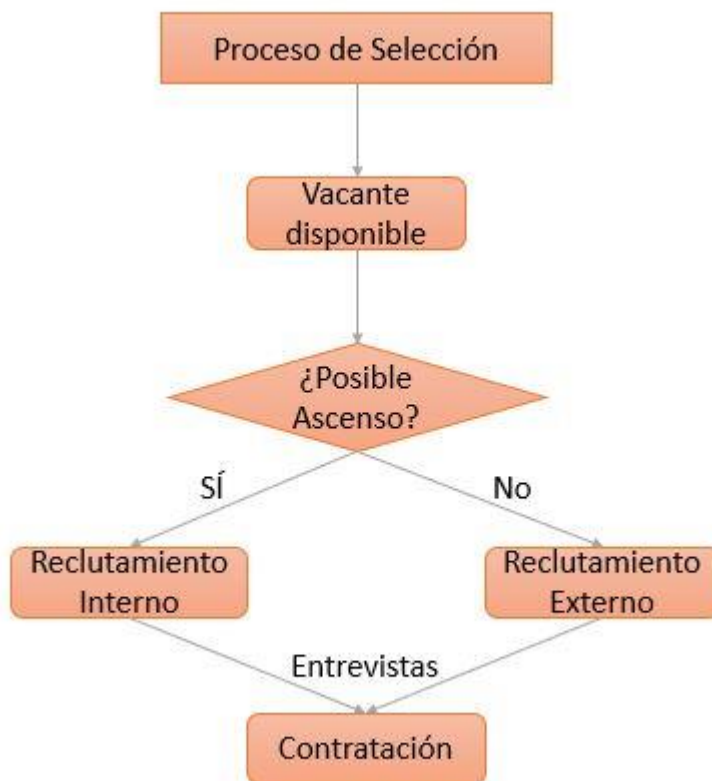 Proceso de Selección
Vacante
disponible
¿Posible
Ascenso?
SÍ
No
Reclutamiento
Interno
Reclutamiento
Externo
Entrevistas
Contratación